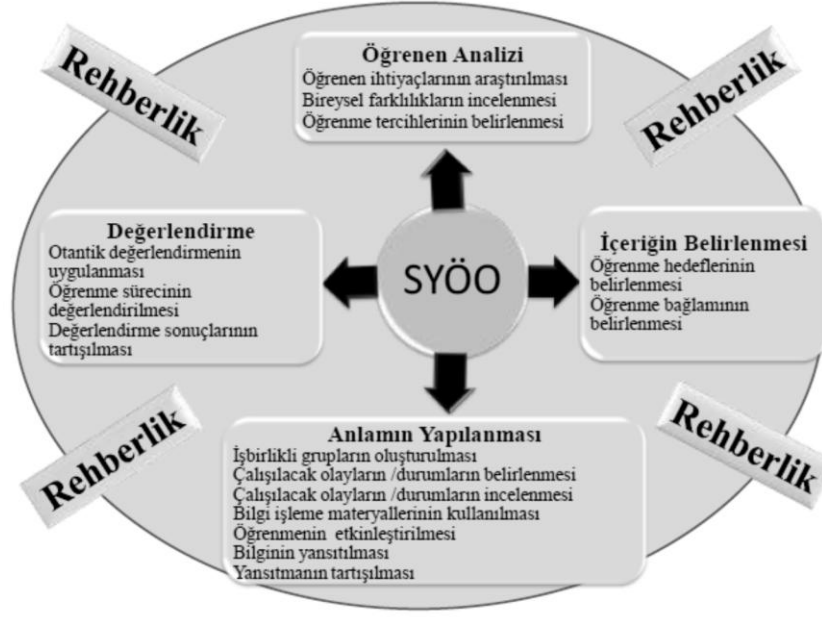 Rehberlik
Öğrenen Analizi
Öğrenen ihtiyaçlarının araştırılması
Bireysel farklılıkların incelenmesi
Öğrenme tercihlerinin belirlenmesi
Rehberlik
Değerlendirme
Otantik değerlendirmenin
uygulanması
Öğrenme sürecinin
değerlendirilmesi
Değerlendirme sonuçlarının
tartışılması
SYÖO
İçeriğin Belirlenmesi
Öğrenme hedeflerinin
belirlenmesi
Öğrenme bağlamının
belirlenmesi
Rehberlik
Anlamın Yapılanması
İşbirlikli grupların oluşturulması
Çalışılacak olayların /durumların belirlenmesi
Çalışılacak olayların /durumların incelenmesi
Bilgi işleme materyallerinin kullanılması
Öğrenmenin etkinleştirilmesi
Bilginin yansıtılması
Yansıtmanın tartışılması
Rehberlik